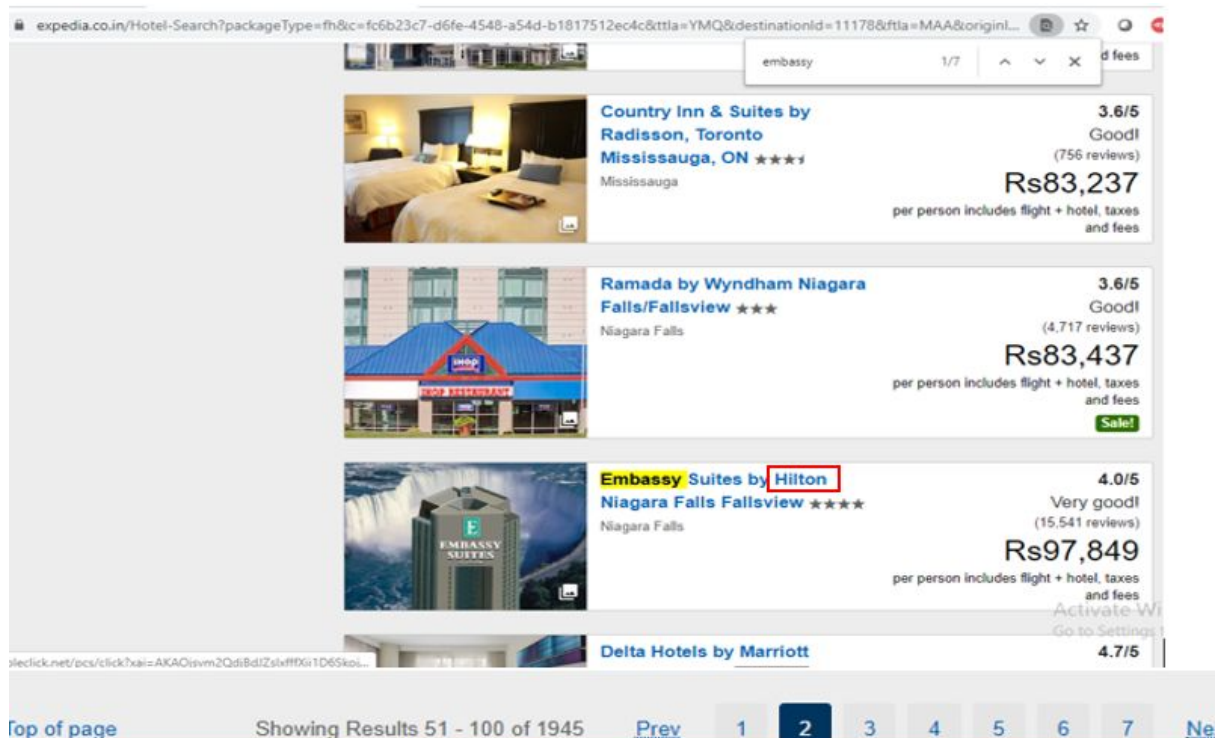 expedia.co.in/Hotel-Search?packageType=fh&c=fc6b23c7-d6fe-4548-a54d-b1817512ec4c&ttla=YMQ&destinationId=11178&ftla=MAA&originI...
embassy 1/7
d fees
Country Inn & Suites by
Radisson, Toronto
Mississauga, ON
Mississauga
3.6/5
Good!
(756 reviews)
Rs83,237
per person includes flight + hotel, taxes
and fees
Ramada by Wyndham Niagara
Falls/Fallsview
Niagara Falls
3.6/5
Good!
(4,717 reviews)
Rs83,437
per person includes flight + hotel, taxes
and fees
Sale!
IHOP
IHOP RESTAURANT
E
EMBASSY
SUITES
Embassy Suites by Hilton
Niagara Falls Fallsview
Niagara Falls
4.0/5
Very good!
(15,541 reviews)
Rs97,849
per person includes flight + hotel, taxes
and fees
Activate Wi
Go to Settings t
Delta Hotels by Marriott
4.7/5
Top of page
Showing Results 51 - 100 of 1945
Prev 1 2 3 4 5 6 7 Ne